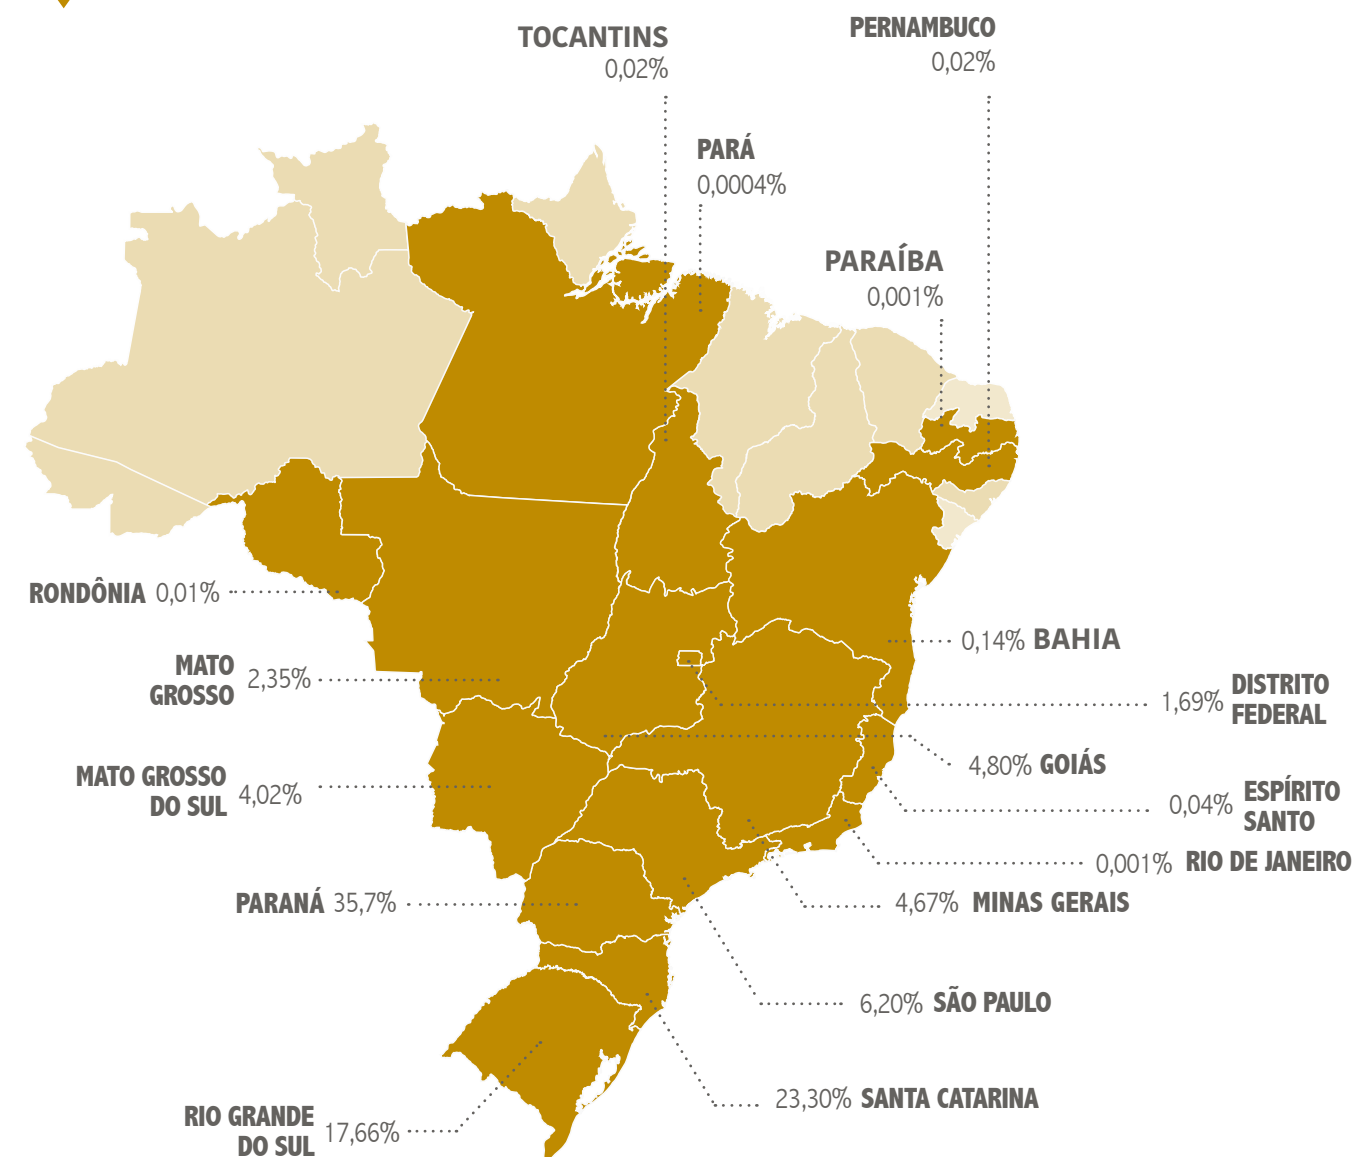 TOCANTINS
0,02%
PERNAMBUCO
0,02%
PARÁ
0,0004%
PARAÍBA
0,001%
RONDÔNIA 0,01%
0,14% BAHIA
MATO
GROSSO
2,35%
1,69%
DISTRITO
FEDERAL
4,80% GOIÁS
MATO GROSSO
DO SUL
4,02%
0,04%
ESPÍRITO
SANTO
0,001% RIO DE JANEIRO
PARANÁ 35,7%
4,67% MINAS GERAIS
6,20% SÃO PAULO
23,30% SANTA CATARINA
RIO GRANDE
DO SUL
17,66%